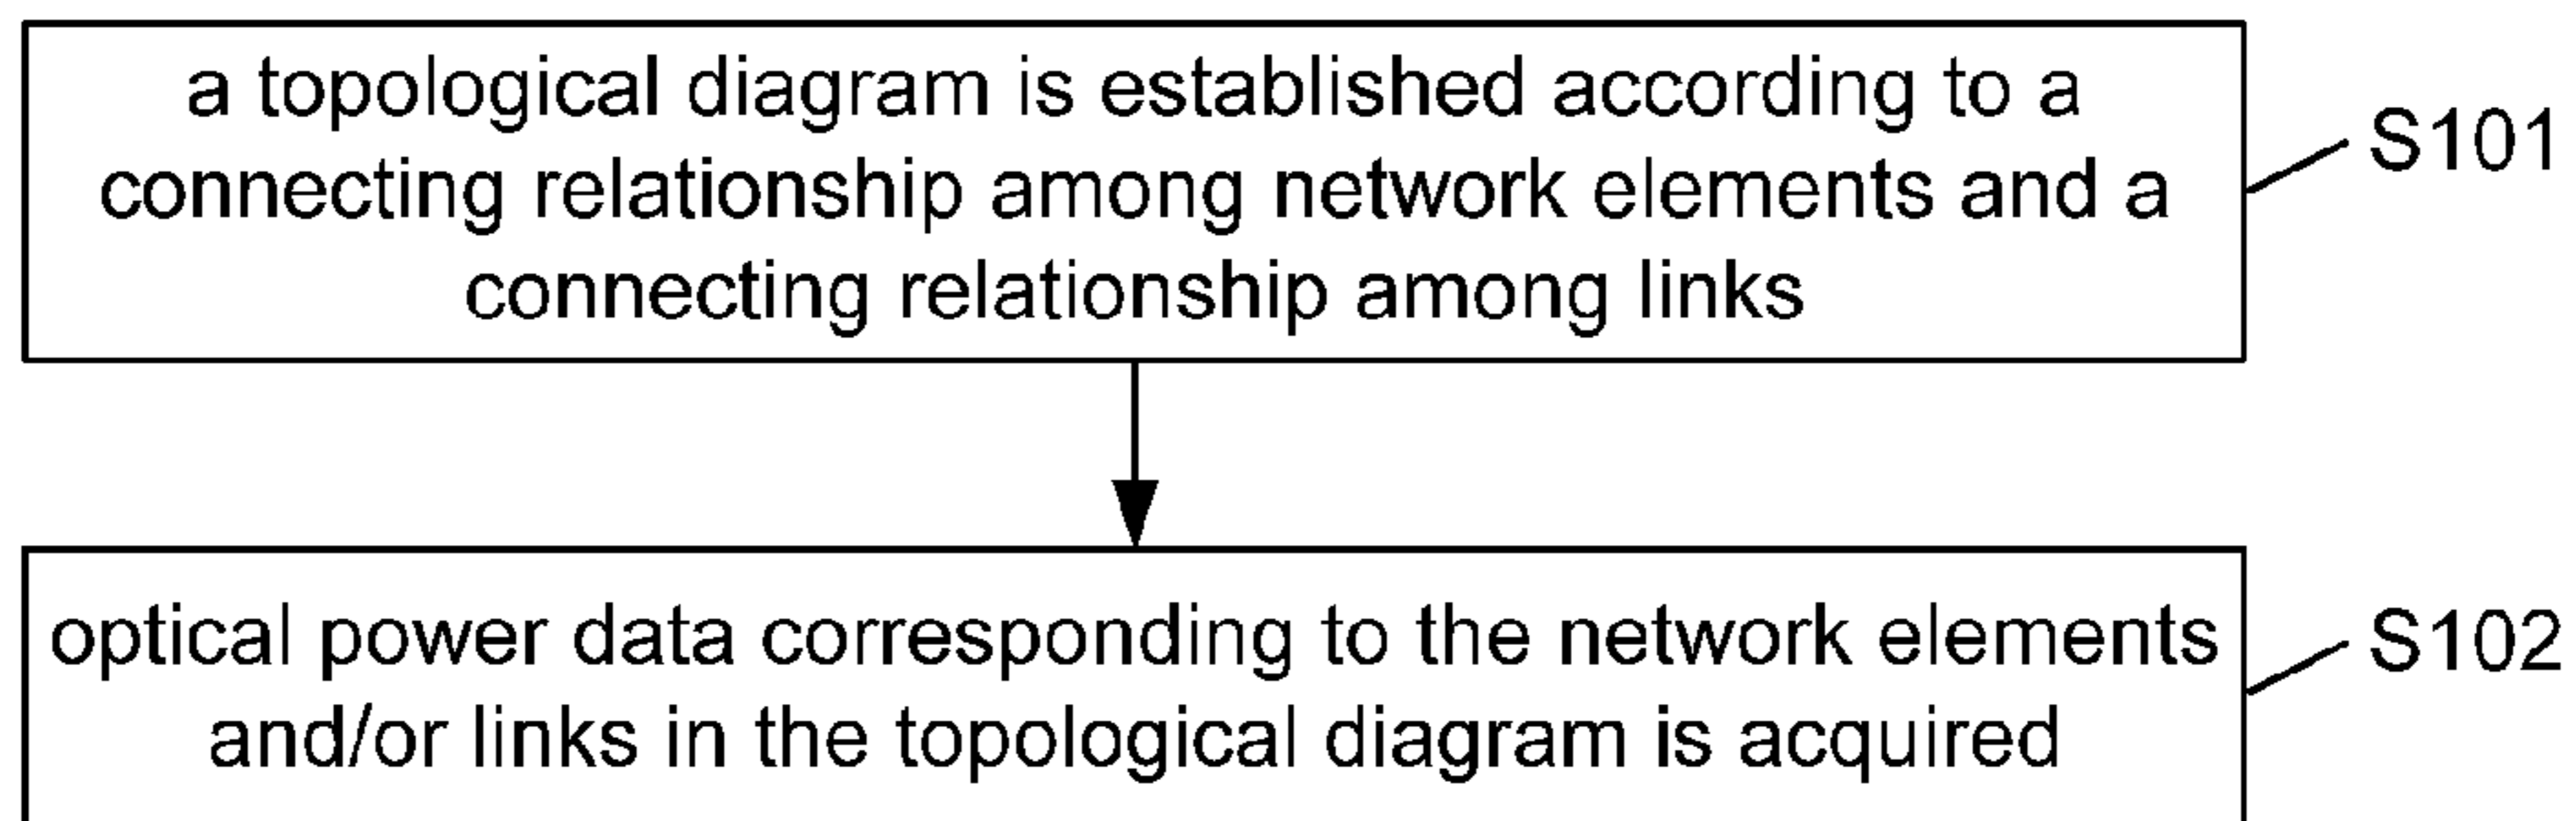 a topological diagram is established according to a
connecting relationship among network elements and a
connecting relationship among links
S101
optical power data corresponding to the network elements
and/or links in the topological diagram is acquired
S102